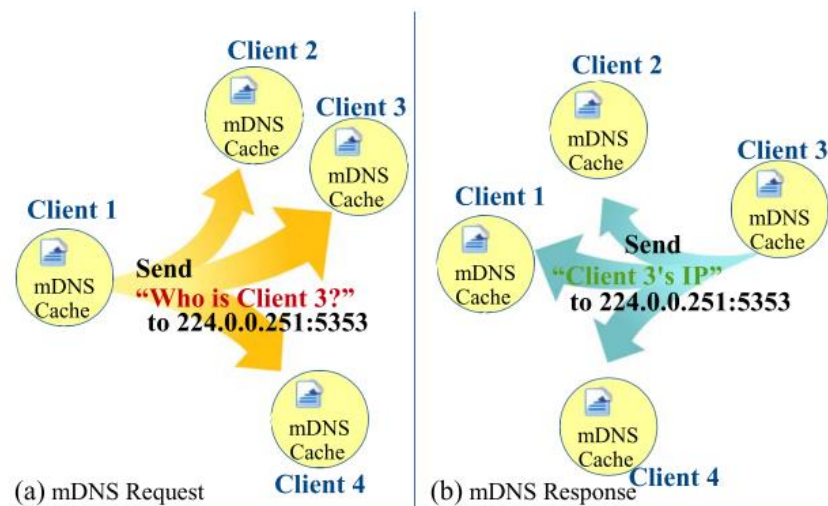 Client 2
mDNS
Cache
Client 3
mDNS
Cache
Client 1
mDNS
Cache
Send
“Who is Client 3?”
to 224.0.0.251:5353
mDNS
Cache
Client 4
(a) mDNS Request
Client 2
mDNS
Cache
Client 3
mDNS
Cache
Client 1
mDNS
Cache
Send
“Client 3's IP”
to 224.0.0.251:5353
mDNS
Cache
Client 4
(b) mDNS Response